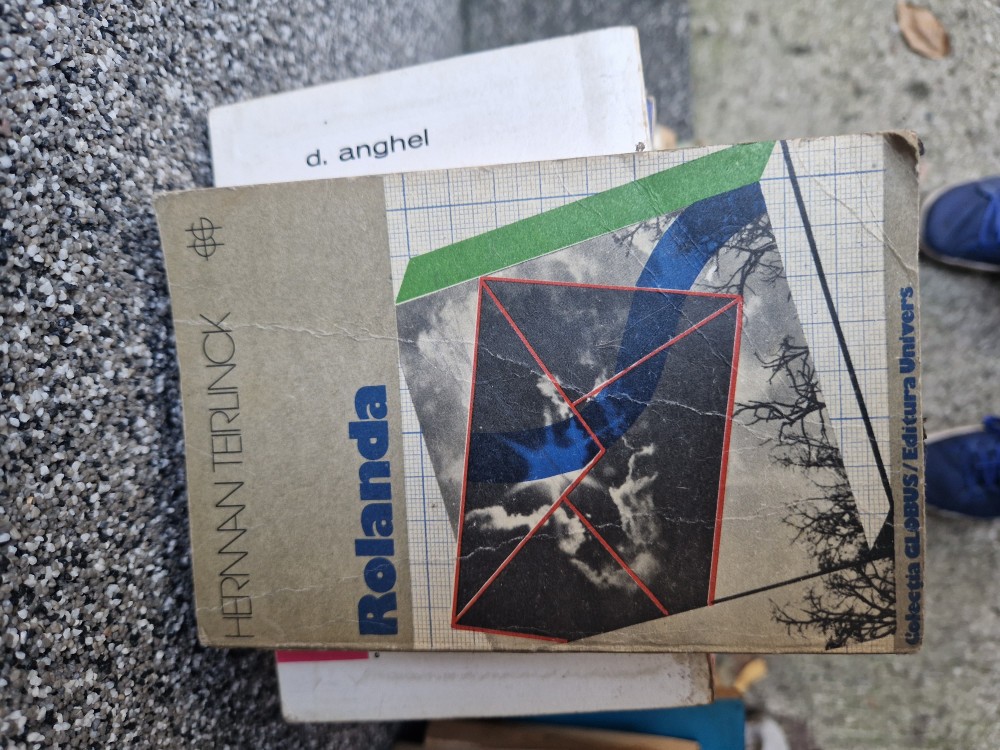 HERMAN TEIRLINCK
Rolanda
Colecția GLOBUS/Editura Univers
d. anghel